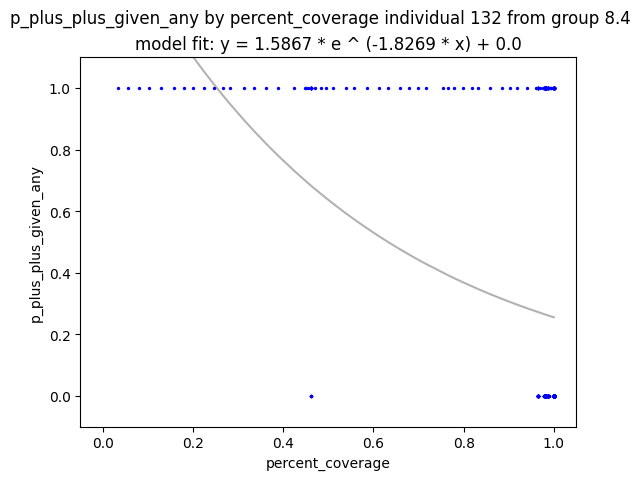 p_plus_plus_given_any by percent_coverage individual 132 from group 8.4
model fit: y = 1.5867 * e ^ (-1.8269 * x) + 0.0
1.0
0.8
0.6
0.4
0.2
0.0
p_plus_plus_given_any
0.0 0.2 0.4 0.6 0.8 1.0
percent_coverage